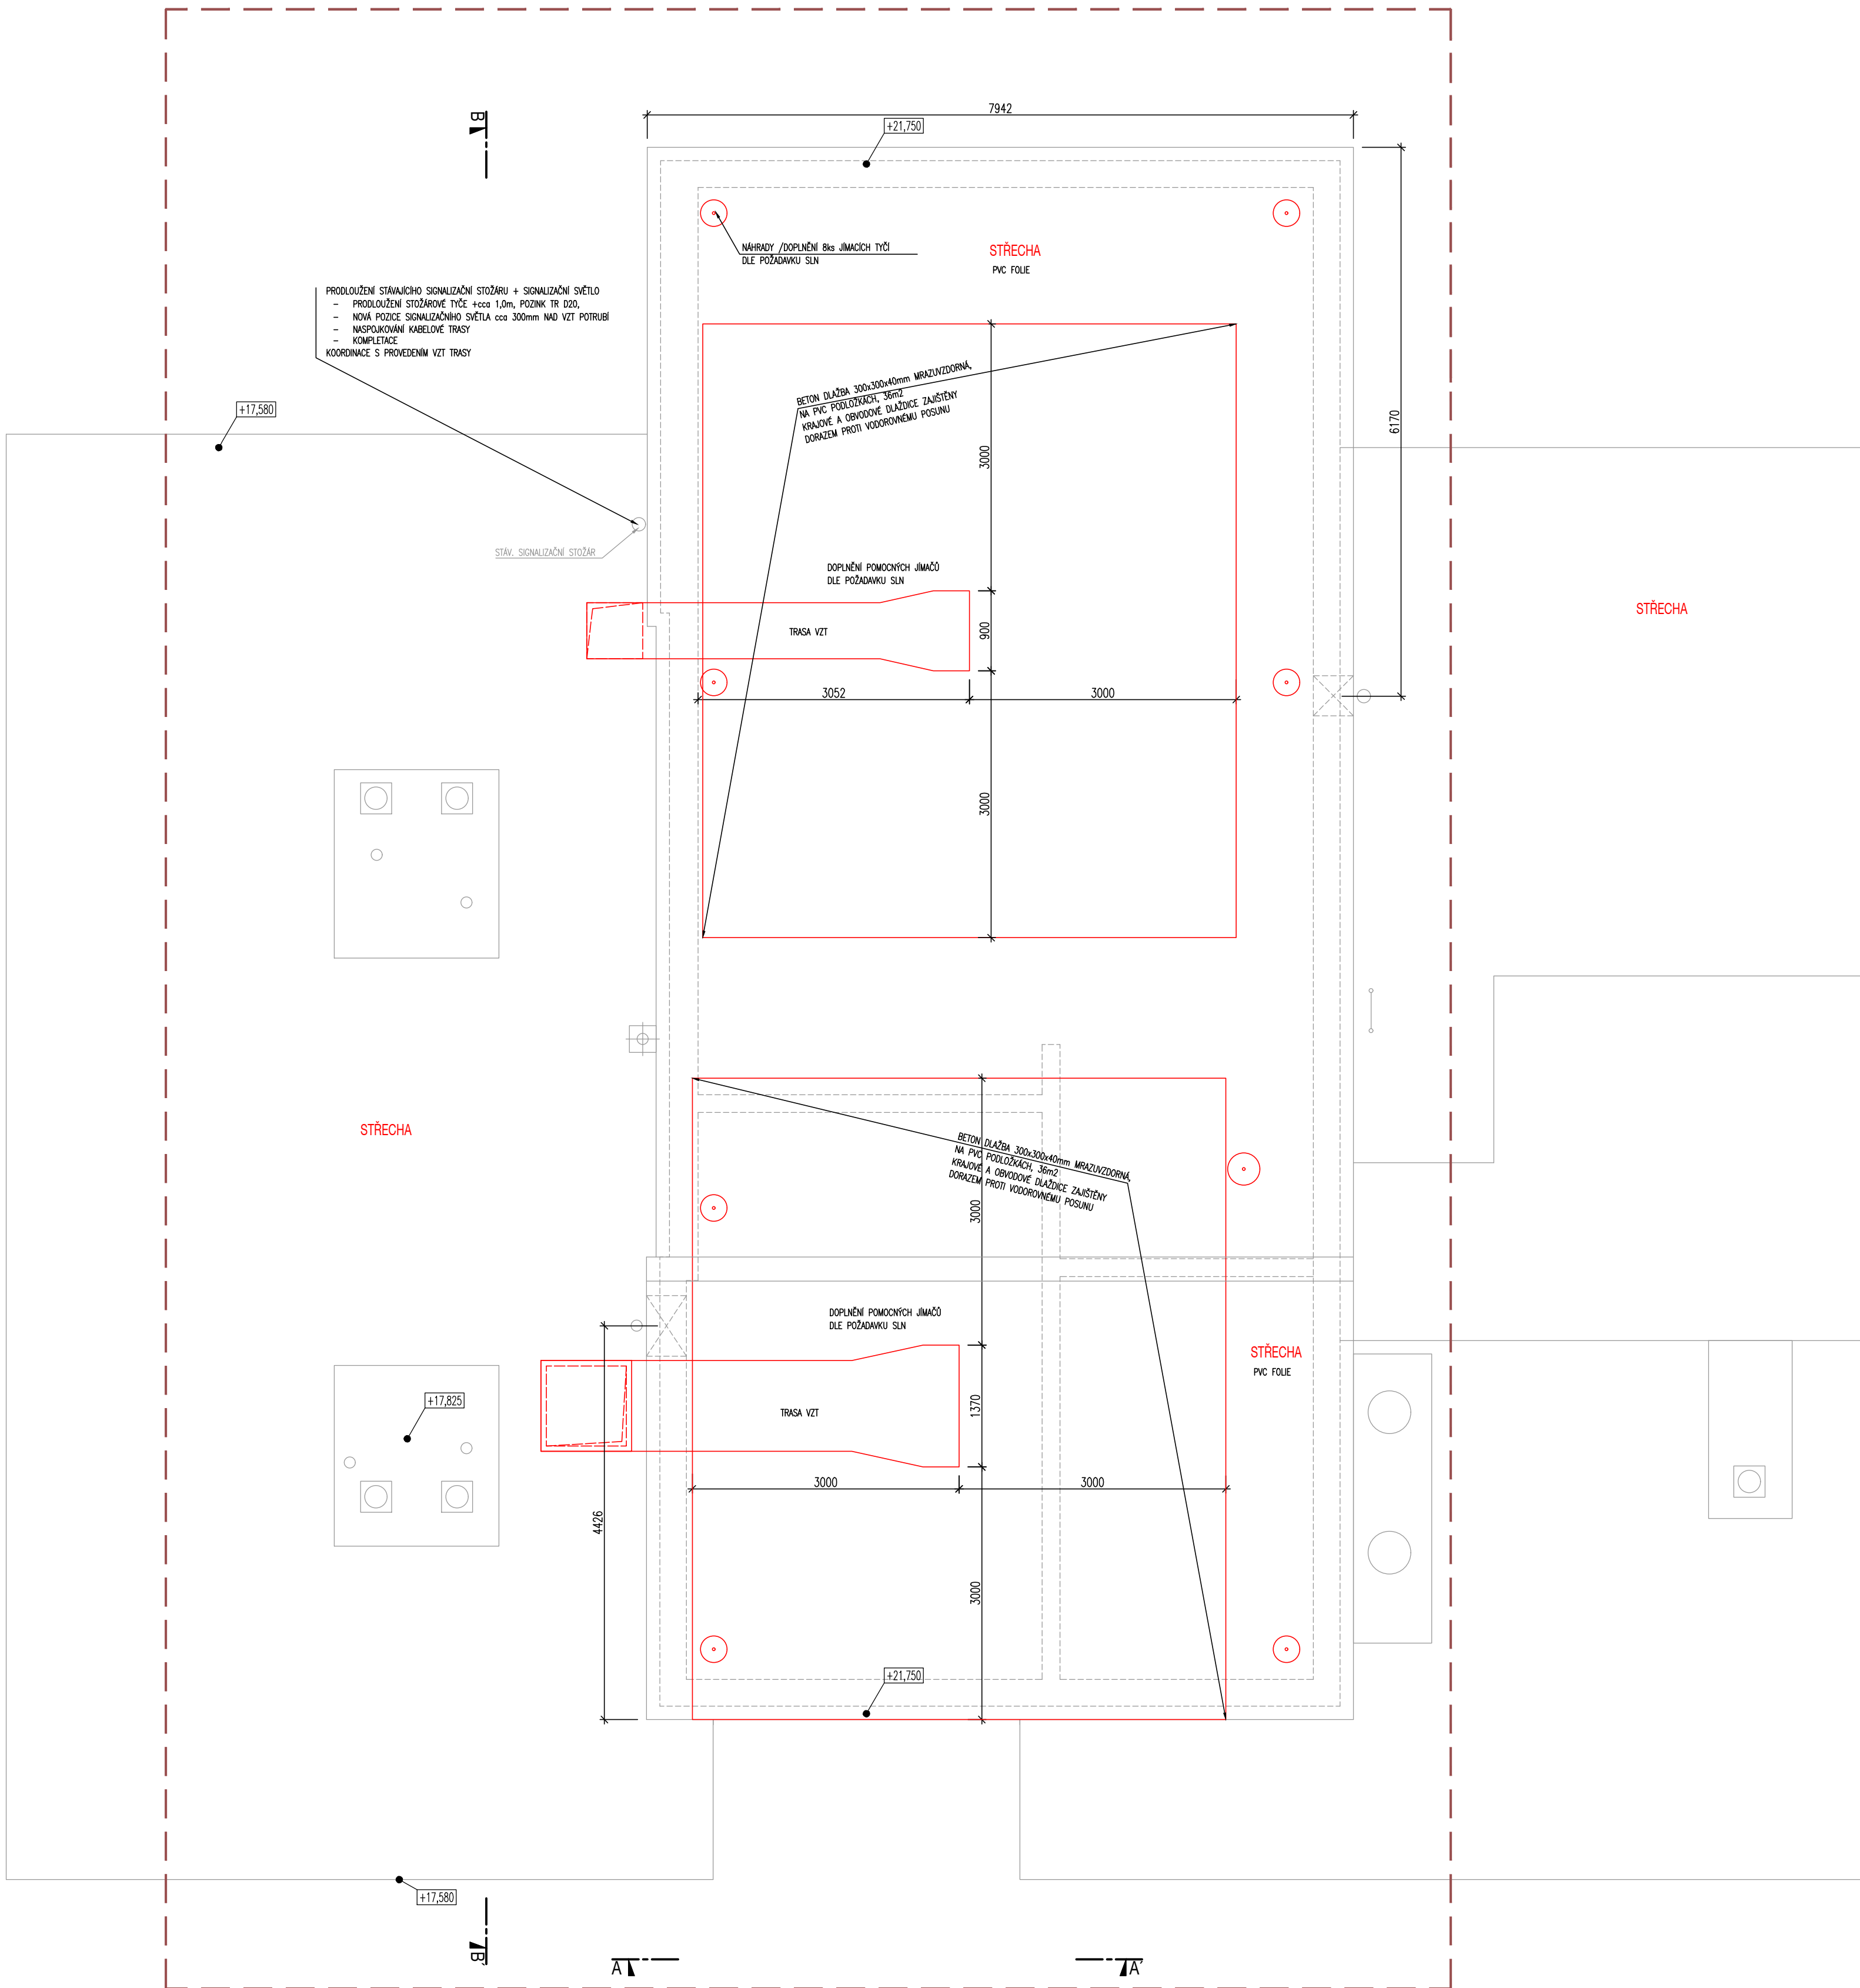 7942
B
+21,750
NÁHRADY /DOPLNĚNÍ 8ks JÍMACÍCH TYČÍ
DLE POŽADAVKU SLN
STŘECHA
PVC FOLIE
PRODLOUŽENÍ STÁVAJÍCÍHO SIGNALIZAČNÍ STOŽÁRU + SIGNALIZAČNÍ SVĚTLO
- PRODLOUŽENÍ STOŽÁROVÉ TYČE +cca 1,0m, POZINK TR D20,
- NOVÁ POZICE SIGNALIZAČNÍHO SVĚTLA cca 300mm NAD VZT POTRUBÍ
- NASPOJKOVÁNÍ KABELOVÉ TRASY
- KOMPLETACE
KOORDINACE S PROVEDENÍM VZT TRASY
+17,580
BETON DLAŽBA 300x300x40mm MRAZUVZDORNÁ,
NA PVC PODLOŽKÁCH, 36m2
KRAJOVÉ A OBVODOVÉ DLAŽDICE ZAJIŠTĚNY
DORAZEM PROTI VODOROVNÉMU POSUNU
6170
3000
STÁV. SIGNALIZAČNÍ STOŽÁR
DOPLNĚNÍ POMOCNÝCH JÍMAČŮ
DLE POŽADAVKU SLN
STŘECHA
TRASA VZT
900
3052
3000
3000
STŘECHA
BETON DLAŽBA 300x300x40mm MRAZUVZDORNÁ,
NA PVC PODLOŽKÁCH, 36m2
KRAJOVÉ A OBVODOVÉ DLAŽDICE ZAJIŠTĚNY
DORAZEM PROTI VODOROVNÉMU POSUNU
3000
DOPLNĚNÍ POMOCNÝCH JÍMAČŮ
DLE POŽADAVKU SLN
STŘECHA
PVC FOLIE
+17,825
TRASA VZT
1370
3000
3000
4426
3000
+21,750
+17,580
B'
A
A'